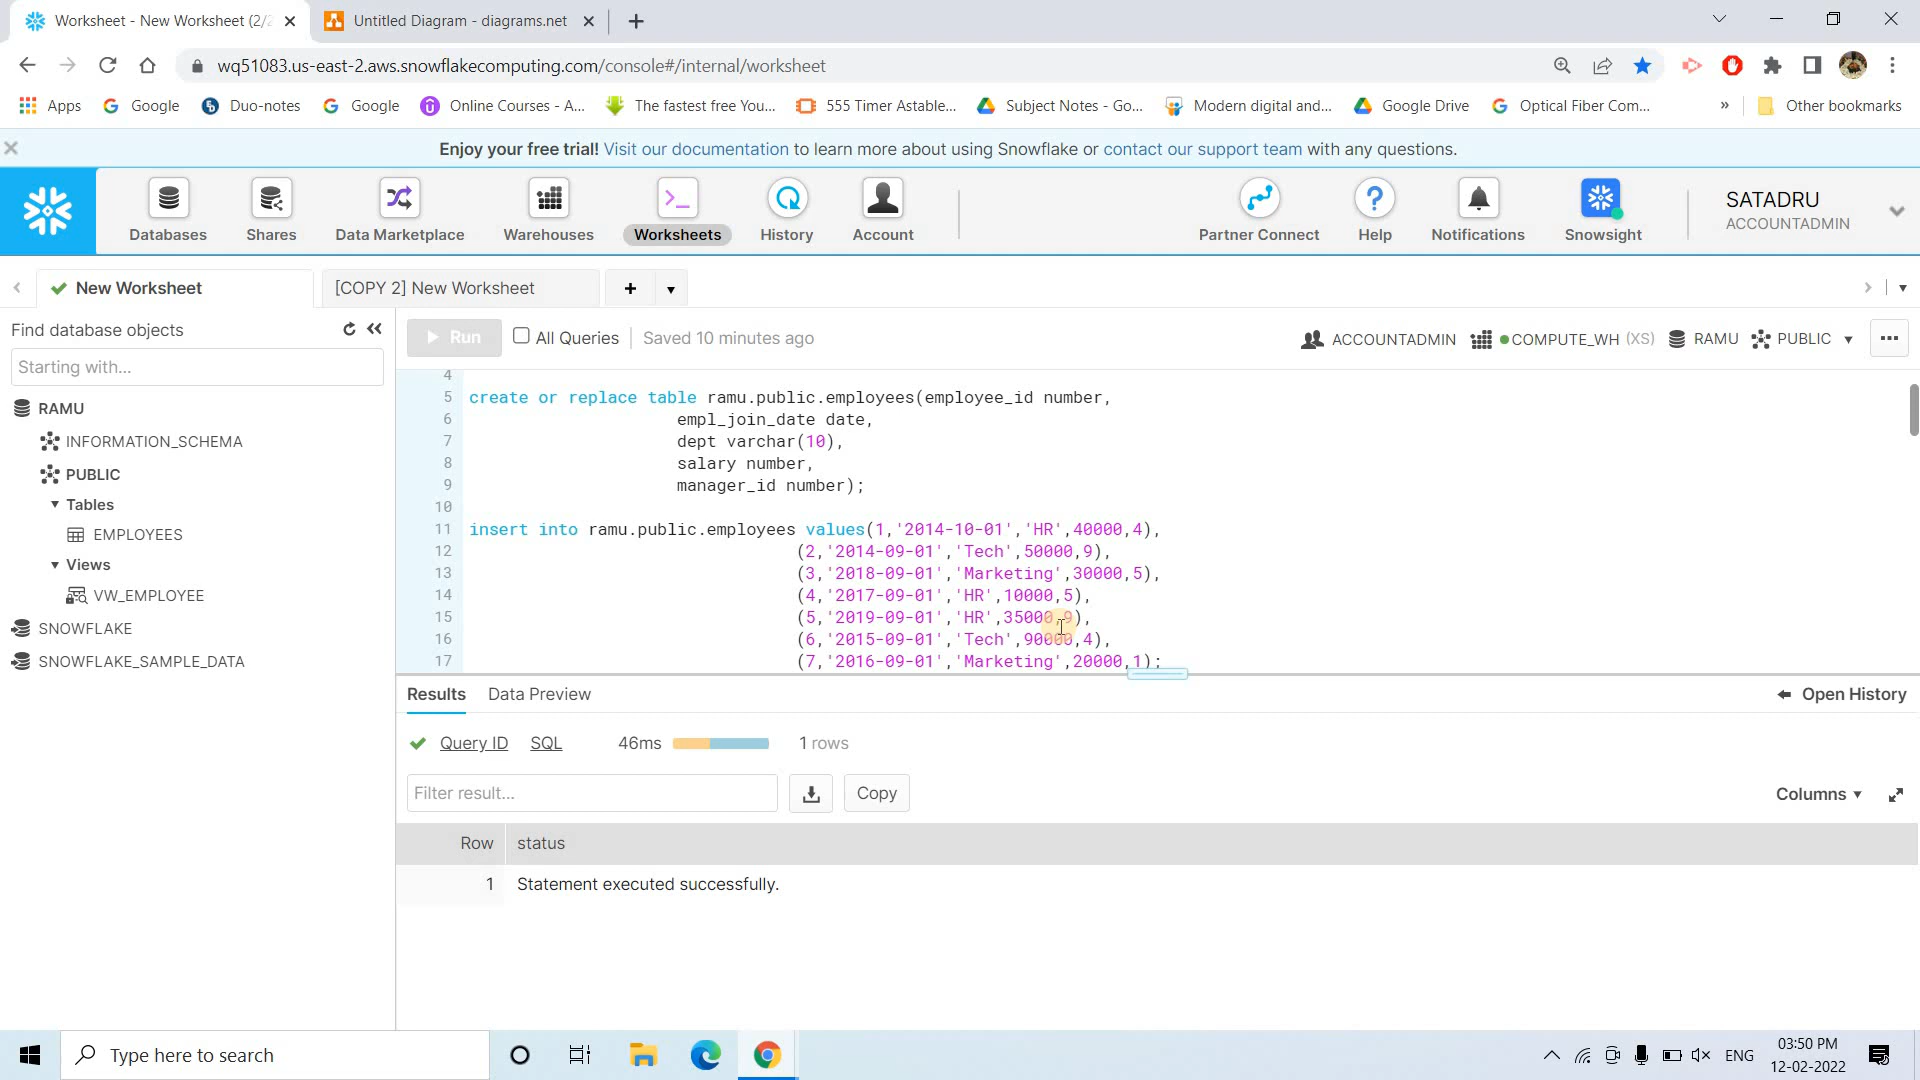 Worksheet - New Worksheet (2/2
Untitled Diagram - diagrams.net
wq51083.us-east-2.aws.snowflakecomputing.com/console#/internal/worksheet
Apps
Google
Duo-notes
Google
Online Courses - A...
The fastest free You...
555 Timer Astable...
Subject Notes - Go...
Modern digital and...
Google Drive
Optical Fiber Com...
»
Other bookmarks
Enjoy your free trial! Visit our documentation to learn more about using Snowflake or contact our support team with any questions.
Databases
Shares
Data Marketplace
Warehouses
Worksheets
History
Account
Partner Connect
Help
Notifications
Snowsight
SATADRU
ACCOUNTADMIN
New Worksheet
[COPY 2] New Worksheet
Find database objects
Starting with...
RAMU
INFORMATION_SCHEMA
PUBLIC
Tables
EMPLOYEES
Views
VW_EMPLOYEE
SNOWFLAKE
SNOWFLAKE_SAMPLE_DATA
Run
All Queries
Saved 10 minutes ago
ACCOUNTADMIN
COMPUTE_WH (XS)
RAMU
PUBLIC
4
5 create or replace table ramu.public.employees(employee_id number,
6 empl_join_date date,
7 dept varchar(10),
8 salary number,
9 manager_id number);
10
11 insert into ramu.public.employees values(1,'2014-10-01','HR',40000,4),
12 (2,'2014-09-01','Tech',50000,9),
13 (3,'2018-09-01','Marketing',30000,5),
14 (4,'2017-09-01','HR',10000,5),
15 (5,'2019-09-01','HR',35000,9),
16 (6,'2015-09-01','Tech',90000,4),
17 (7,'2016-09-01','Marketing',20000,1);
Results
Data Preview
Open History
Query ID
SQL
46ms
1 rows
Filter result...
Copy
Columns
Row
status
1 Statement executed successfully.
Type here to search
ENG
03:50 PM
12-02-2022